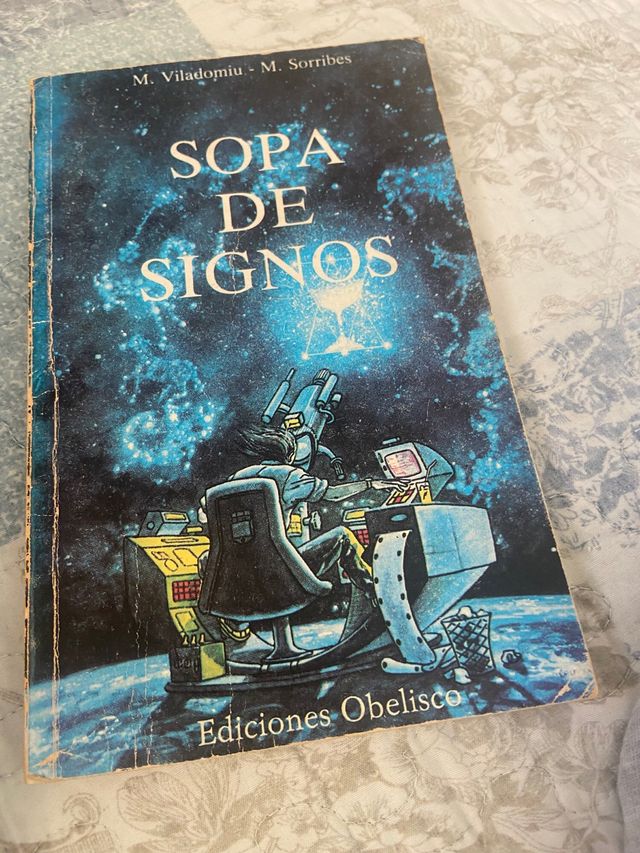 M. Viladomiu - M. Sorribes
SOPA
DE
SIGNOS
Ediciones Obelisco